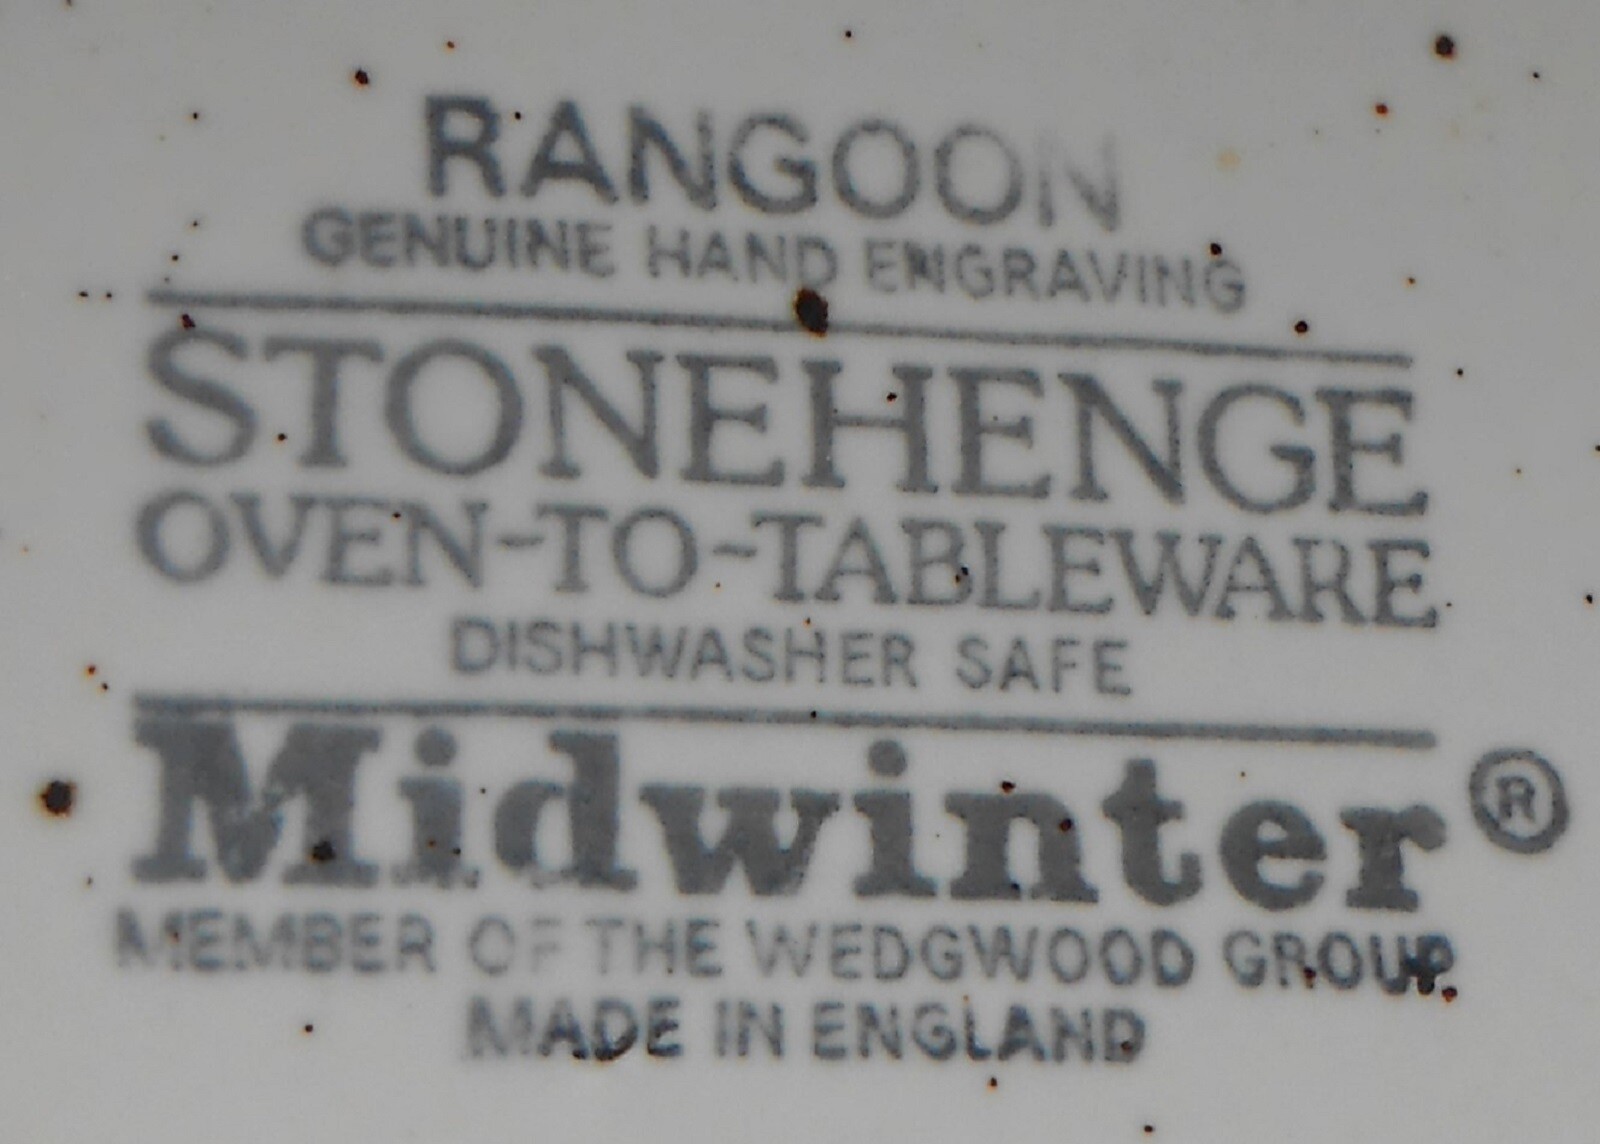 RANGOON
GENUINE HAND ENGRAVING
STONEHENGE
OVEN-TO-TABLEWARE
DISHWASHER SAFE
Midwinter®
MEMBER OF THE WEDGWOOD GROUP.
MADE IN ENGLAND